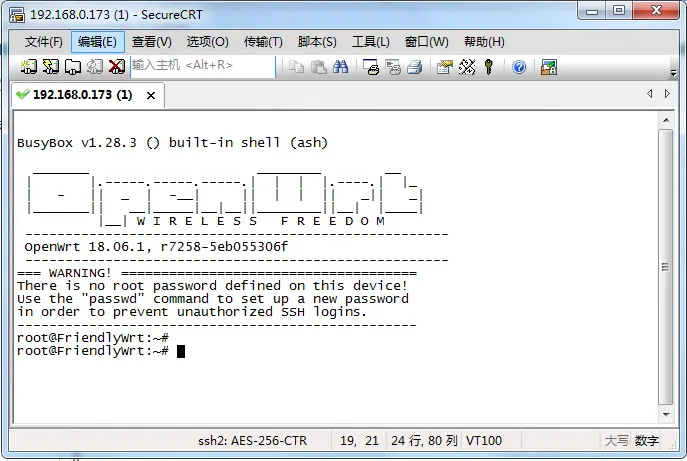 192.168.0.173 (1) - SecureCRT
文件(F) 编辑(E) 查看(V) 选项(O) 传输(T) 脚本(S) 工具(L) 窗口(W) 帮助(H)
输入主机 <Alt+R>
192.168.0.173 (1)
BusyBox v1.28.3 () built-in shell (ash)
OpenWrt
W I R E L E S S   F R E E D O M
-----------------------------------------------------
OpenWrt 18.06.1, r7258-5eb055306f
-----------------------------------------------------
=== WARNING! =====================================
There is no root password defined on this device!
Use the "passwd" command to set up a new password
in order to prevent unauthorized SSH logins.
--------------------------------------------------
root@FriendlyWrt:~#
root@FriendlyWrt:~#
ssh2: AES-256-CTR 19, 21 24 行, 80 列 VT100 大写 数字